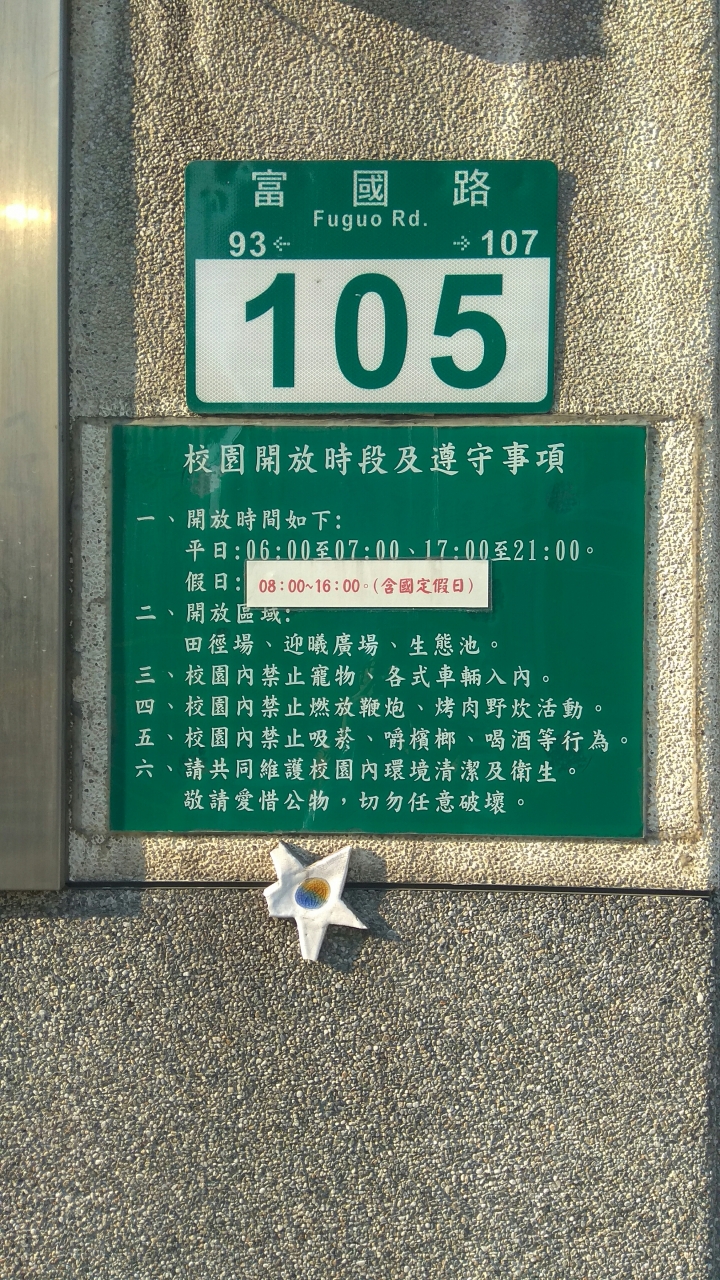 富國路
Fuguo Rd.
93← →107
105
校園開放時段及遵守事項
一、開放時間如下:
平日:06:00至07:00、17:00至21:00。
假日:08:00~16:00。(含國定假日)
二、開放區域:
田徑場、迎曦廣場、生態池。
三、校園內禁止寵物、各式車輛入內。
四、校園內禁止燃放鞭炮、烤肉野炊活動。
五、校園內禁止吸菸、嚼檳榔、喝酒等行為。
六、請共同維護校園內環境清潔及衛生。
敬請愛惜公物，切勿任意破壞。